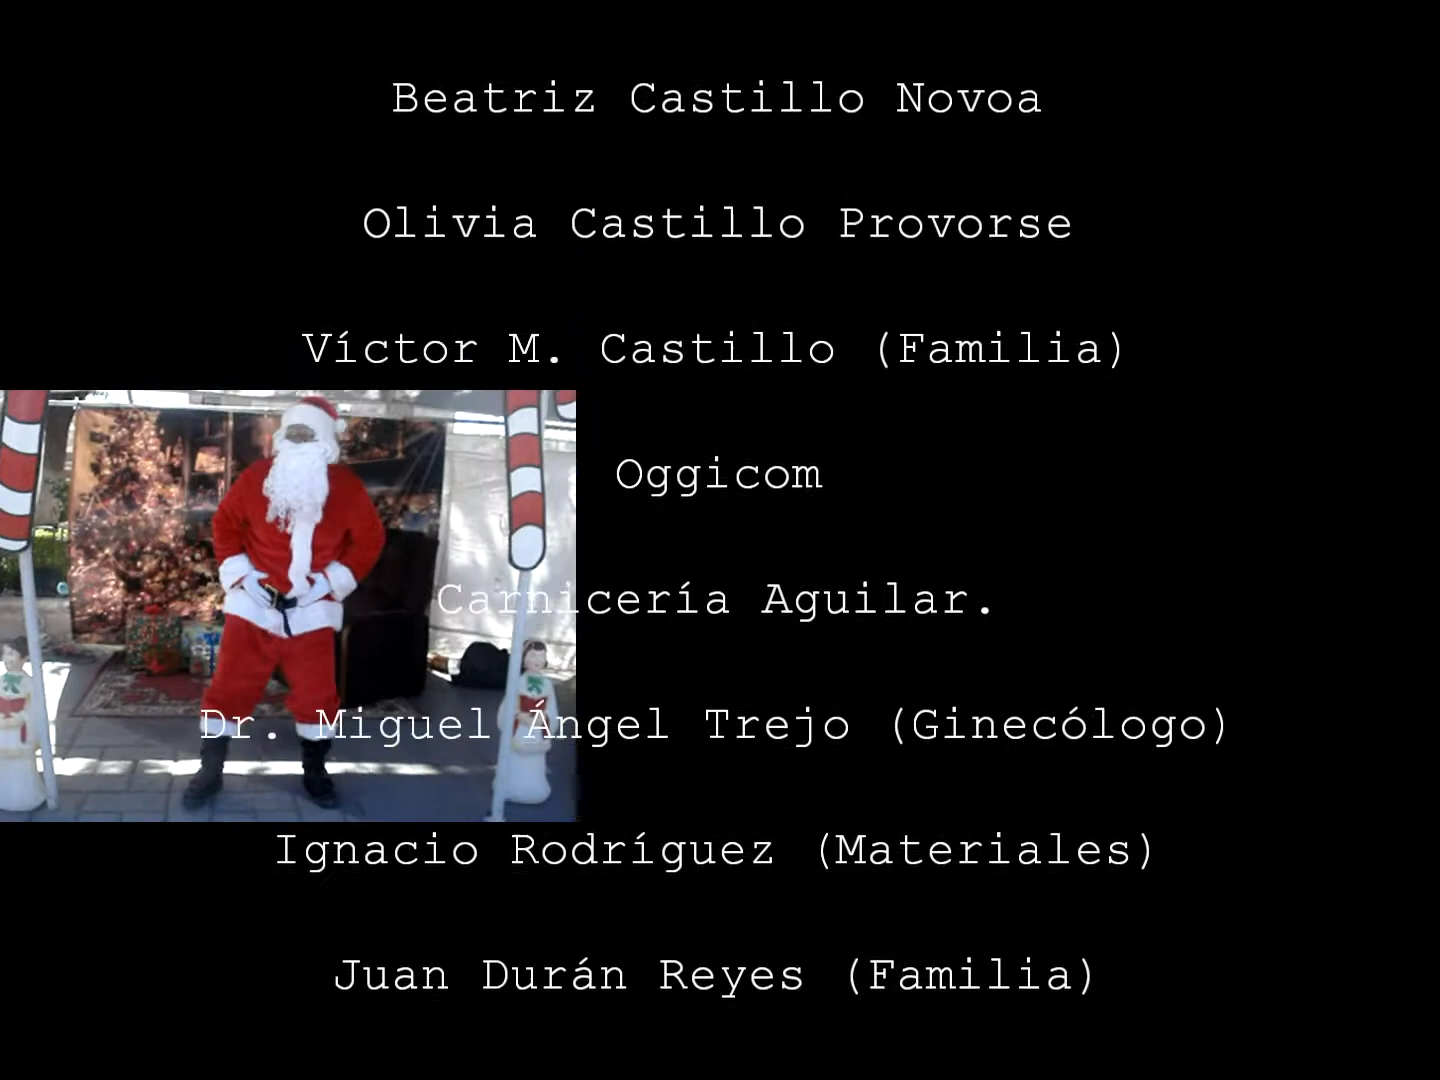 Beatriz Castillo Novoa
Olivia Castillo Provorse
Víctor M. Castillo (Familia)
Oggicom
Carnicería Aguilar.
Dr. Miguel Ángel Trejo (Ginecólogo)
Ignacio Rodríguez (Materiales)
Juan Durán Reyes (Familia)